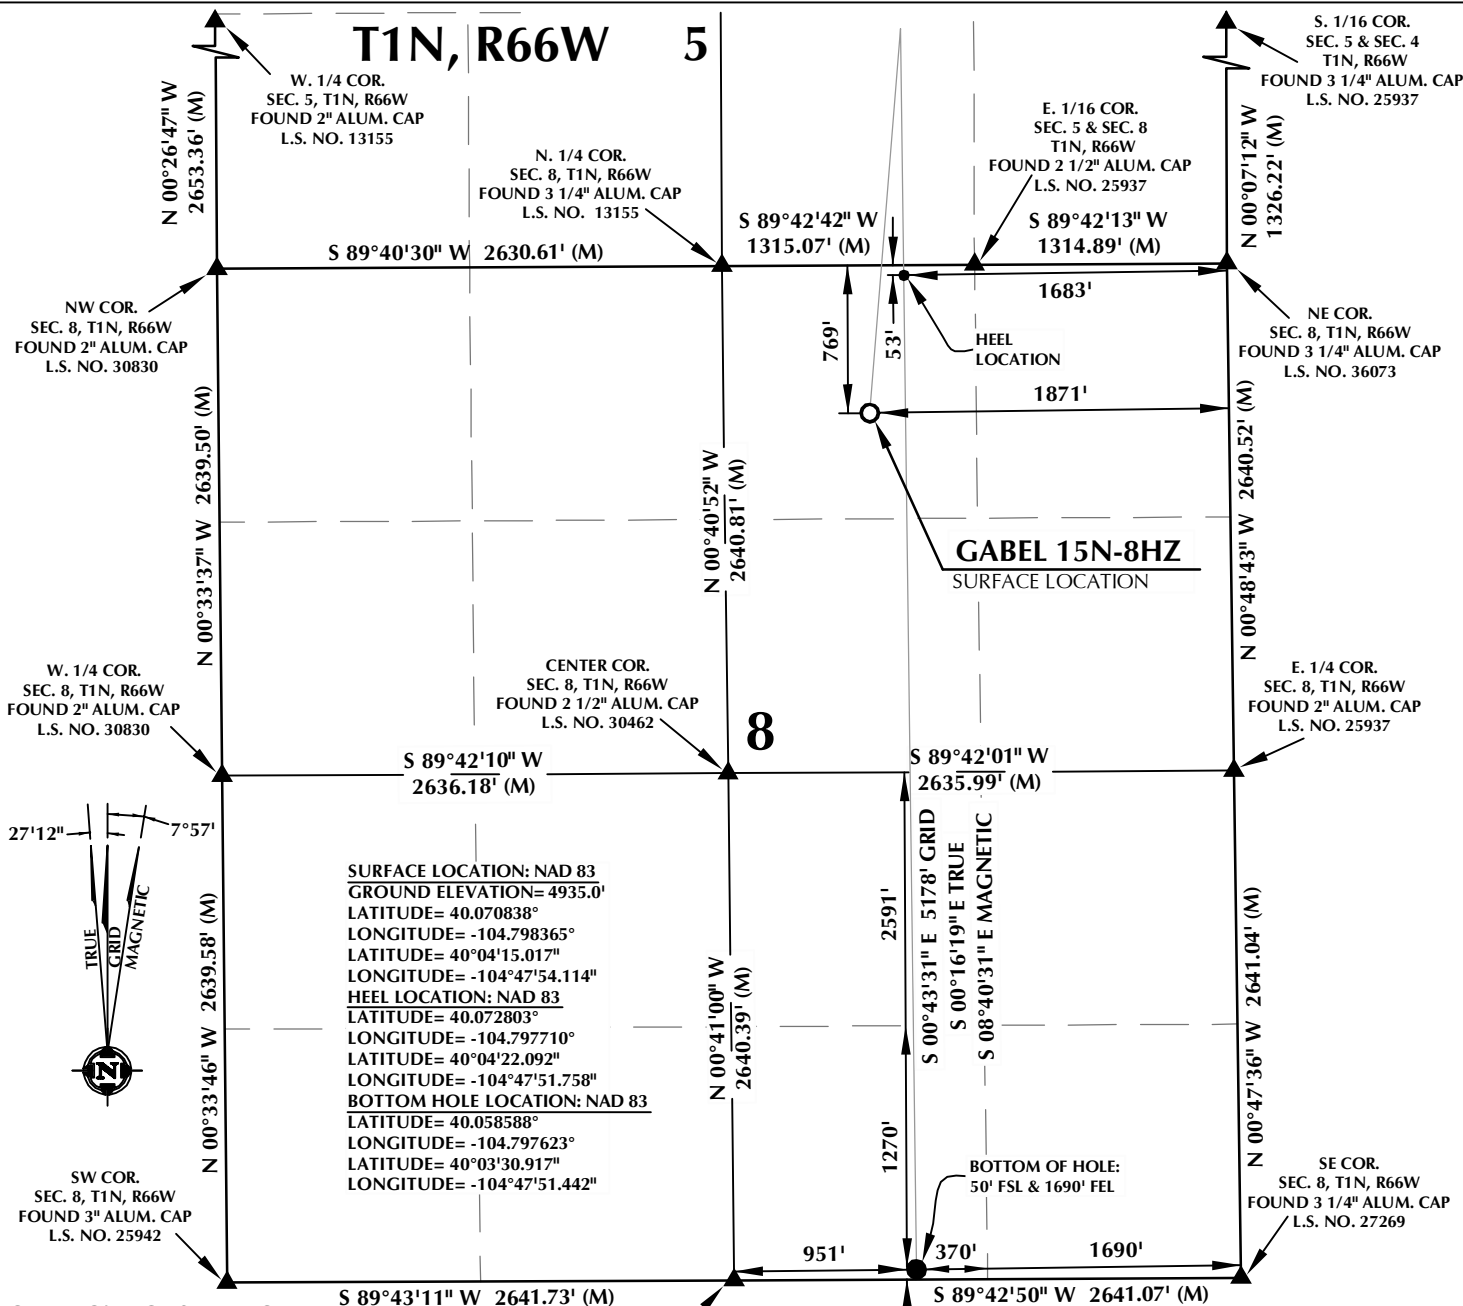 T1N, R66W 5
W. 1/4 COR.
SEC. 5, T1N, R66W
FOUND 2" ALUM. CAP
L.S. NO. 13155
N 00°26'47" W
2653.36' (M)
N. 1/4 COR.
SEC. 8, T1N, R66W
FOUND 3 1/4" ALUM. CAP
L.S. NO. 13155
E. 1/16 COR.
SEC. 5 & SEC. 8
T1N, R66W
FOUND 2 1/2" ALUM. CAP
L.S. NO. 25937
S. 1/16 COR.
SEC. 5 & SEC. 4
T1N, R66W
FOUND 3 1/4" ALUM. CAP
L.S. NO. 25937
N 00°07'12" W
1326.22' (M)
S 89°40'30" W 2630.61' (M)
S 89°42'42" W
1315.07' (M)
S 89°42'13" W
1314.89' (M)
NW COR.
SEC. 8, T1N, R66W
FOUND 2" ALUM. CAP
L.S. NO. 30830
769'
53'
1683'
HEEL
LOCATION
1871'
NE COR.
SEC. 8, T1N, R66W
FOUND 3 1/4" ALUM. CAP
L.S. NO. 36073
N 00°33'37" W 2639.50' (M)
N 00°40'52" W
2640.81' (M)
GABEL 15N-8HZ
SURFACE LOCATION
N 00°48'43" W 2640.52' (M)
W. 1/4 COR.
SEC. 8, T1N, R66W
FOUND 2" ALUM. CAP
L.S. NO. 30830
CENTER COR.
SEC. 8, T1N, R66W
FOUND 2 1/2" ALUM. CAP
L.S. NO. 30462
8
E. 1/4 COR.
SEC. 8, T1N, R66W
FOUND 2" ALUM. CAP
L.S. NO. 25937
S 89°42'10" W
2636.18' (M)
S 89°42'01" W
2635.99' (M)
27'12"
7°57'
TRUE
GRID
MAGNETIC
N
N 00°33'46" W 2639.58' (M)
SURFACE LOCATION: NAD 83
GROUND ELEVATION= 4935.0'
LATITUDE= 40.070838°
LONGITUDE= -104.798365°
LATITUDE= 40°04'15.017"
LONGITUDE= -104°47'54.114"
HEEL LOCATION: NAD 83
LATITUDE= 40.072803°
LONGITUDE= -104.797710°
LATITUDE= 40°04'22.092"
LONGITUDE= -104°47'51.758"
BOTTOM HOLE LOCATION: NAD 83
LATITUDE= 40.058588°
LONGITUDE= -104.797623°
LATITUDE= 40°03'30.917"
LONGITUDE= -104°47'51.442"
N 00°41'00" W
2640.39' (M)
2591'
1270'
S 00°43'31" E 5178' GRID
S 00°16'19" E TRUE
S 08°40'31" E MAGNETIC
N 00°47'36" W 2641.04' (M)
BOTTOM OF HOLE:
50' FSL & 1690' FEL
SW COR.
SEC. 8, T1N, R66W
FOUND 3" ALUM. CAP
L.S. NO. 25942
SE COR.
SEC. 8, T1N, R66W
FOUND 3 1/4" ALUM. CAP
L.S. NO. 27269
951'
370'
1690'
S 89°43'11" W 2641.73' (M)
S 89°42'50" W 2641.07' (M)